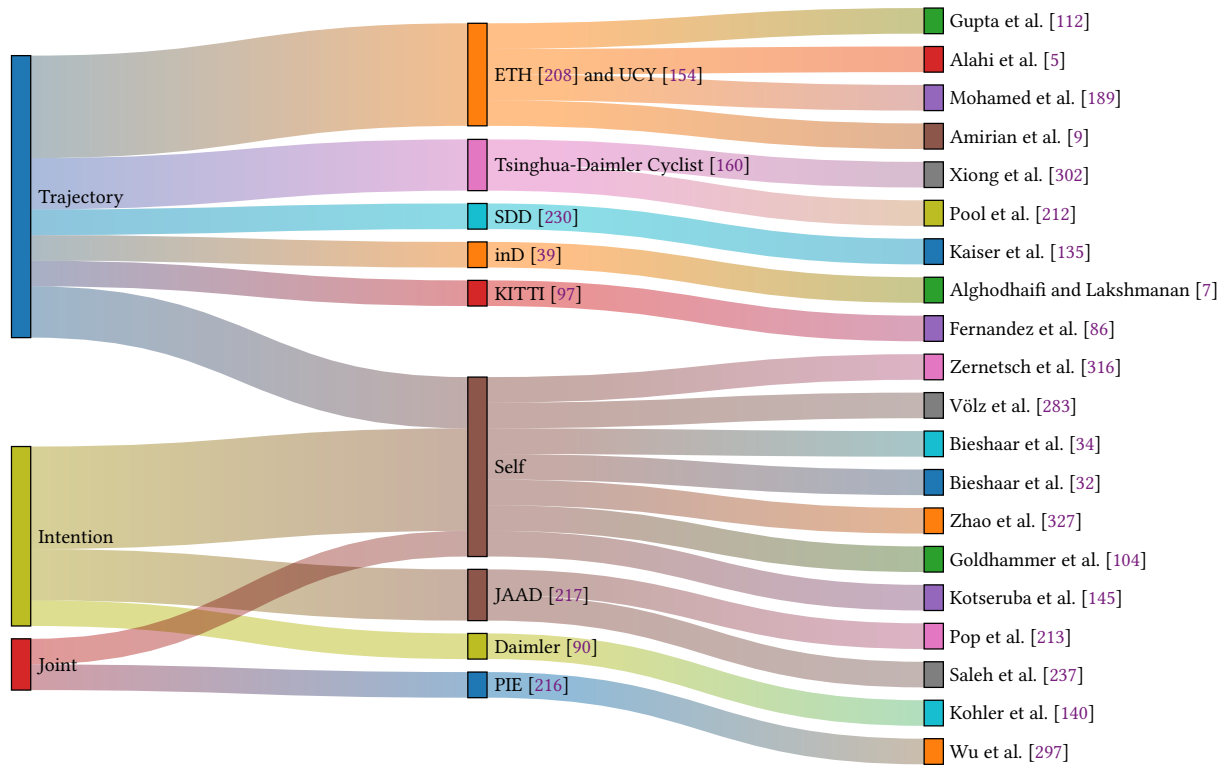 Trajectory
Intention
Joint
ETH [208] and UCY [154]
Tsinghua-Daimler Cyclist [160]
SDD [230]
inD [39]
KITTI [97]
Self
JAAD [217]
Daimler [90]
PIE [216]
Gupta et al. [112]
Alahi et al. [5]
Mohamed et al. [189]
Amirian et al. [9]
Xiong et al. [302]
Pool et al. [212]
Kaiser et al. [135]
Alghodhaifi and Lakshmanan [7]
Fernandez et al. [86]
Zernetsch et al. [316]
Völz et al. [283]
Bieshaar et al. [34]
Bieshaar et al. [32]
Zhao et al. [327]
Goldhammer et al. [104]
Kotseruba et al. [145]
Pop et al. [213]
Saleh et al. [237]
Kohler et al. [140]
Wu et al. [297]